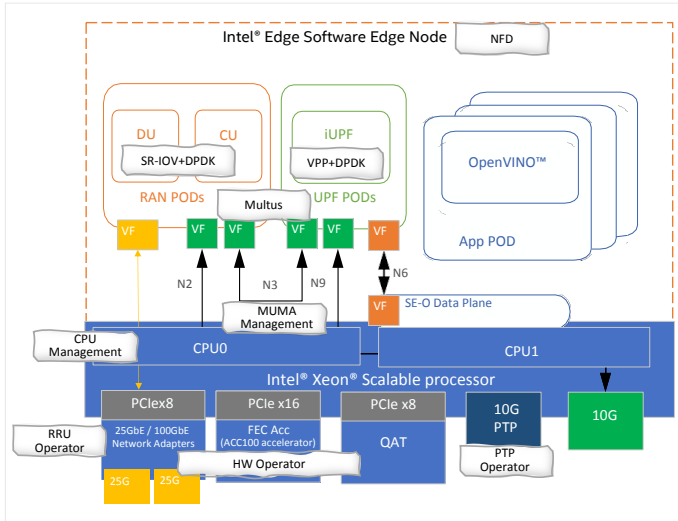 Intel® Edge Software Edge Node
NFD
DU
CU
SR-IOV+DPDK
RAN PODs
iUPF
VPP+DPDK
UPF PODs
Multus
OpenVINO™
App POD
VF
VF
VF
VF
VF
VF
N2
N3
N9
N6
MUMA
Management
VF
SE-O Data Plane
CPU
Management
CPU0
CPU1
Intel® Xeon® Scalable processor
PCIex8
PCIe x16
PCIe x8
10G
PTP
10G
RRU
Operator
25GbE / 100GbE
Network Adapters
FEC Acc
(ACC100 accelerator)
QAT
HW Operator
PTP
Operator
25G
25G